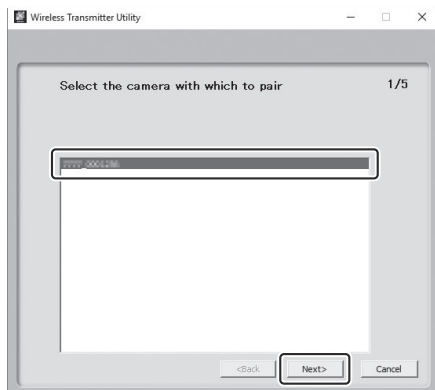 Wireless Transmitter Utility
Select the camera with which to pair
1/5
<Back
Next>
Cancel